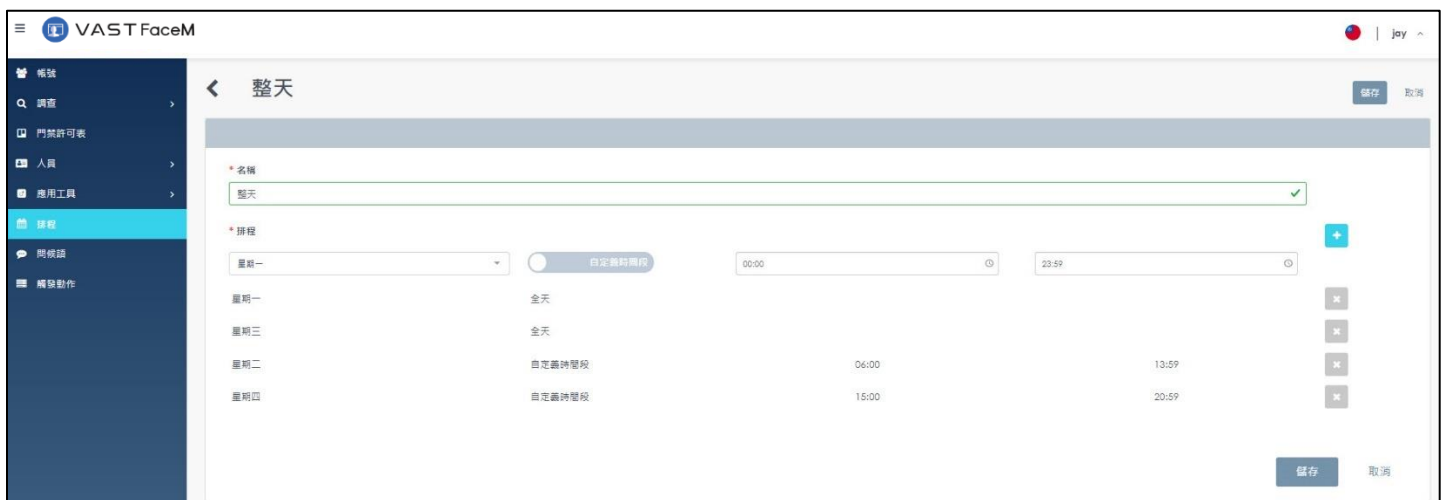 VAST FaceM
jay
帳號
調查
門禁許可表
人員
應用工具
排程
問候語
觸發動作
整天
儲存 取消
* 名稱
整天
* 排程
星期一 自定義時間段 00:00 23:59
星期一 全天
星期三 全天
星期二 自定義時間段 06:00 13:59
星期四 自定義時間段 15:00 20:59
儲存 取消